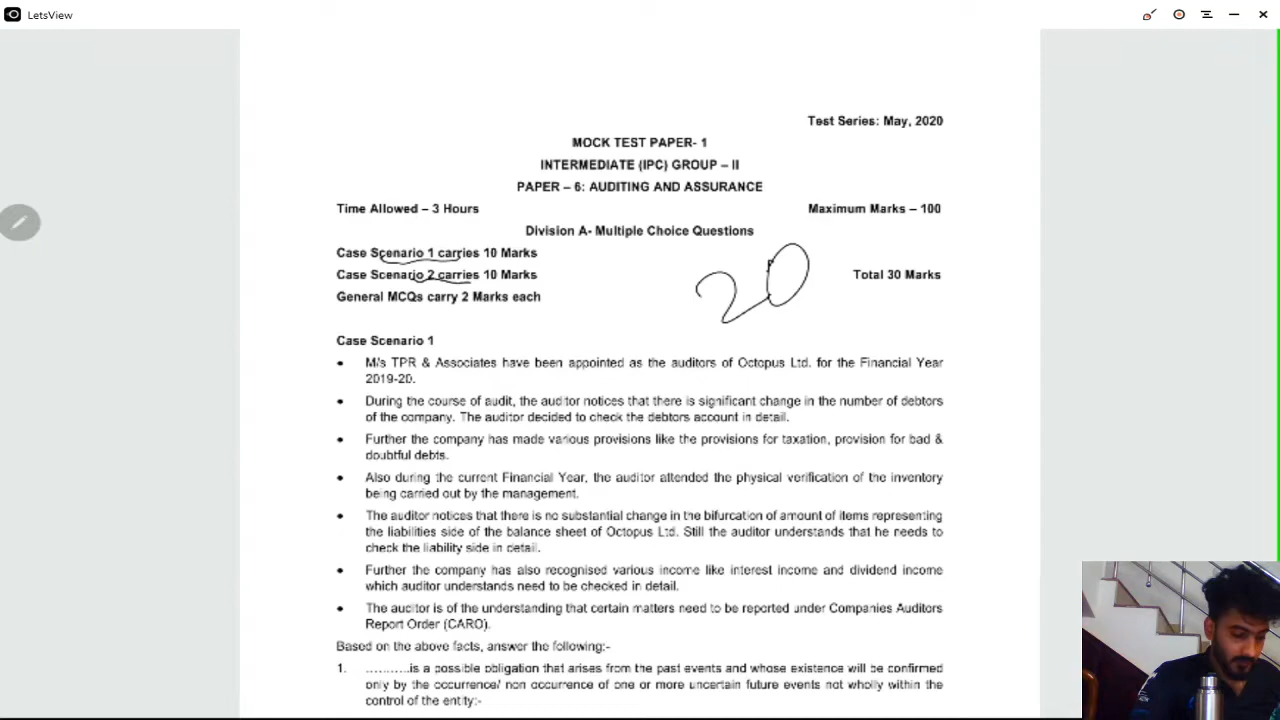 LetsView
Test Series: May, 2020
MOCK TEST PAPER- 1
INTERMEDIATE (IPC) GROUP – II
PAPER – 6: AUDITING AND ASSURANCE
Time Allowed – 3 Hours Maximum Marks – 100
Division A- Multiple Choice Questions
Case Scenario 1 carries 10 Marks
Case Scenario 2 carries 10 Marks Total 30 Marks
General MCQs carry 2 Marks each
20
Case Scenario 1
• M/s TPR & Associates have been appointed as the auditors of Octopus Ltd. for the Financial Year
2019-20.
• During the course of audit, the auditor notices that there is significant change in the number of debtors
of the company. The auditor decided to check the debtors account in detail.
• Further the company has made various provisions like the provisions for taxation, provision for bad &
doubtful debts.
• Also during the current Financial Year, the auditor attended the physical verification of the inventory
being carried out by the management.
• The auditor notices that there is no substantial change in the bifurcation of amount of items representing
the liabilities side of the balance sheet of Octopus Ltd. Still the auditor understands that he needs to
check the liability side in detail.
• Further the company has also recognised various income like interest income and dividend income
which auditor understands need to be checked in detail.
• The auditor is of the understanding that certain matters need to be reported under Companies Auditors
Report Order (CARO).
Based on the above facts, answer the following:-
1. ..........is a possible obligation that arises from the past events and whose existence will be confirmed
only by the occurrence/ non occurrence of one or more uncertain future events not wholly within the
control of the entity:-